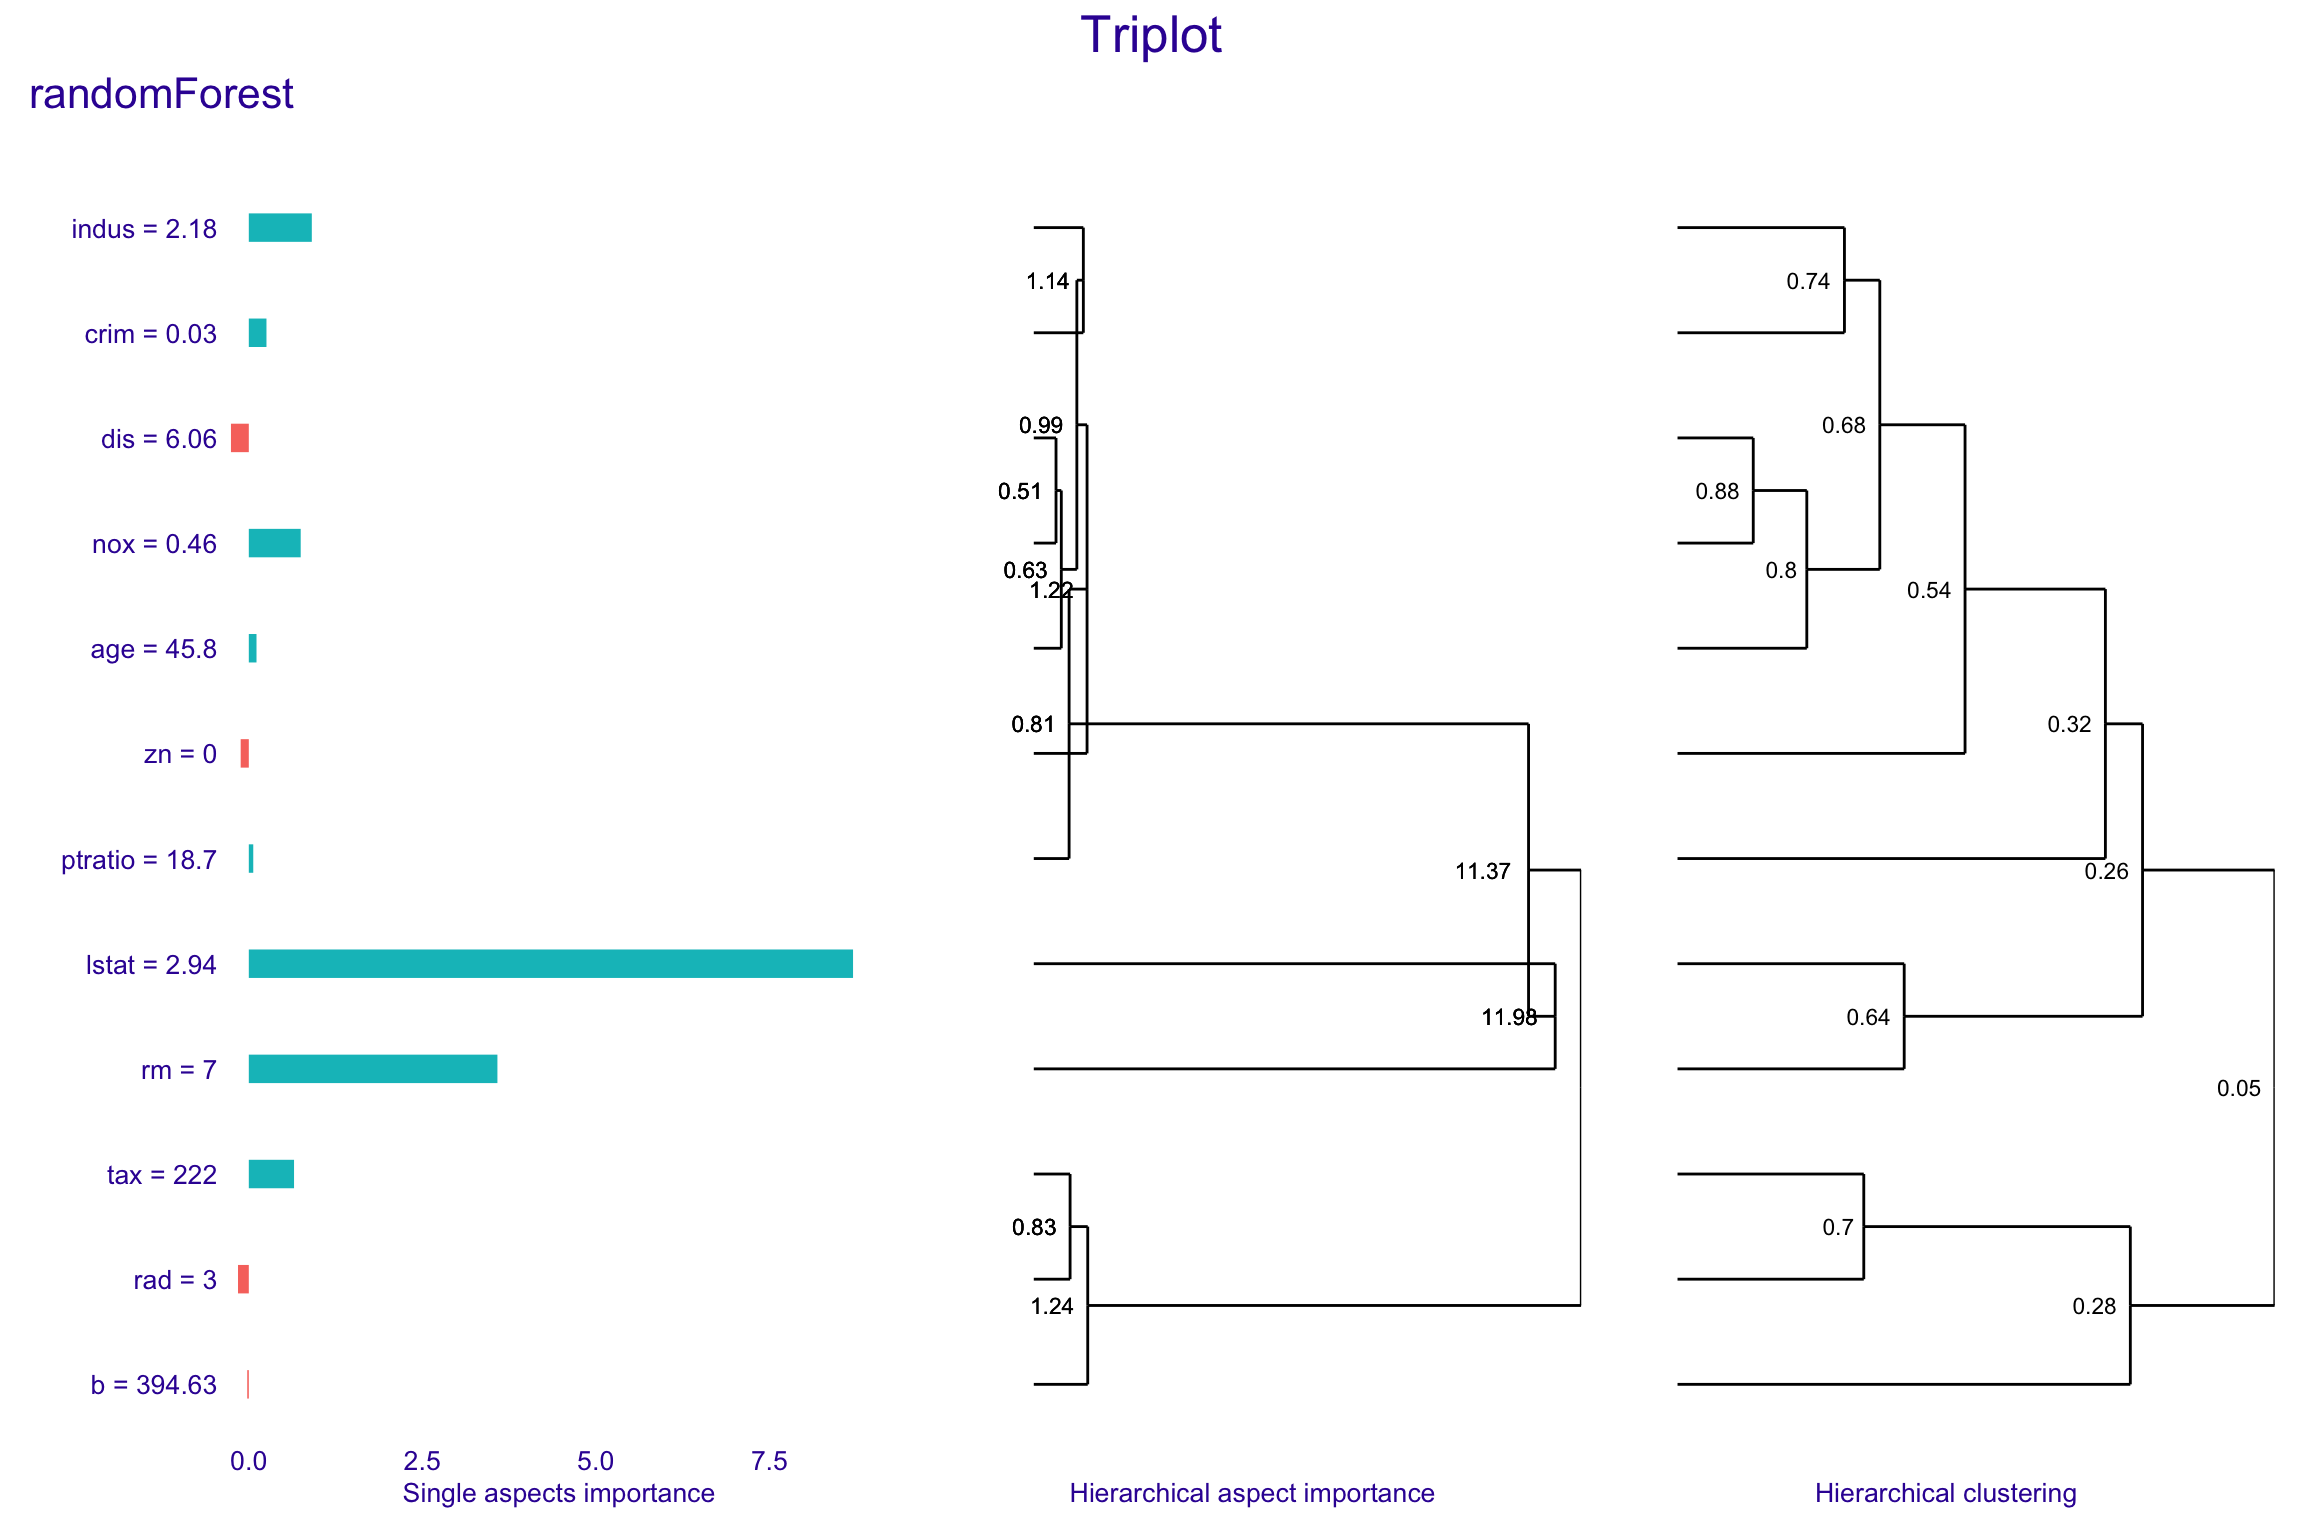 Triplot
randomForest
indus = 2.18
crim = 0.03
dis = 6.06
nox = 0.46
age = 45.8
zn = 0
ptratio = 18.7
lstat = 2.94
rm = 7
tax = 222
rad = 3
b = 394.63
0.0 2.5 5.0 7.5
Single aspects importance
1.14
0.99
0.51
0.63
1.22
0.81
11.37
11.98
0.83
1.24
Hierarchical aspect importance
0.74
0.68
0.88
0.8
0.54
0.32
0.26
0.64
0.05
0.7
0.28
Hierarchical clustering